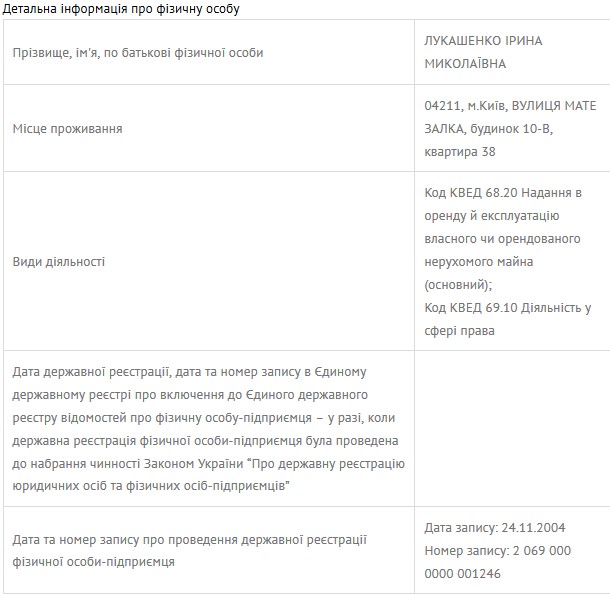 Детальна інформація про фізичну особу
Прізвище, ім'я, по батькові фізичної особи
ЛУКАШЕНКО ІРИНА
МИКОЛАЇВНА
Місце проживання
04211, м.Київ, ВУЛИЦЯ МАТЕ
ЗАЛКА, будинок 10-В,
квартира 38
Види діяльності
Код КВЕД 68.20 Надання в
оренду й експлуатацію
власного чи орендованого
нерухомого майна
(основний);
Код КВЕД 69.10 Діяльність у
сфері права
Дата державної реєстрації, дата та номер запису в Єдиному
державному реєстрі про включення до Єдиного державного
реєстру відомостей про фізичну особу-підприємця – у разі, коли
державна реєстрація фізичної особи-підприємця була проведена
до набрання чинності Законом України “Про державну реєстрацію
юридичних осіб та фізичних осіб-підприємців”
Дата та номер запису про проведення державної реєстрації
фізичної особи-підприємця
Дата запису: 24.11.2004
Номер запису: 2 069 000
0000 001246